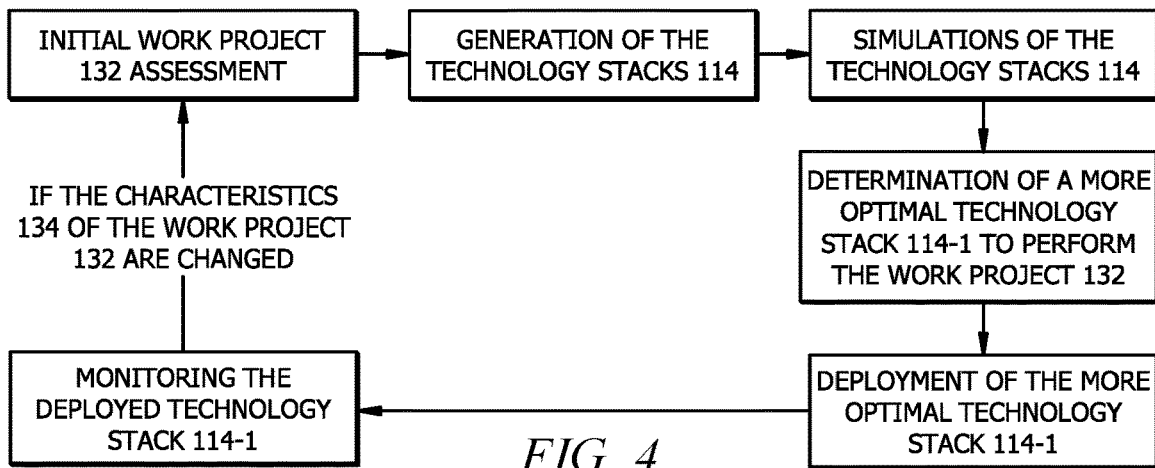 INITIAL WORK PROJECT
132 ASSESSMENT
GENERATION OF THE
TECHNOLOGY STACKS 114
SIMULATIONS OF THE
TECHNOLOGY STACKS 114
DETERMINATION OF A MORE
OPTIMAL TECHNOLOGY
STACK 114-1 TO PERFORM
THE WORK PROJECT 132
DEPLOYMENT OF THE MORE
OPTIMAL TECHNOLOGY
STACK 114-1
MONITORING THE
DEPLOYED TECHNOLOGY
STACK 114-1
IF THE CHARACTERISTICS
134 OF THE WORK PROJECT
132 ARE CHANGED
FIG. 4